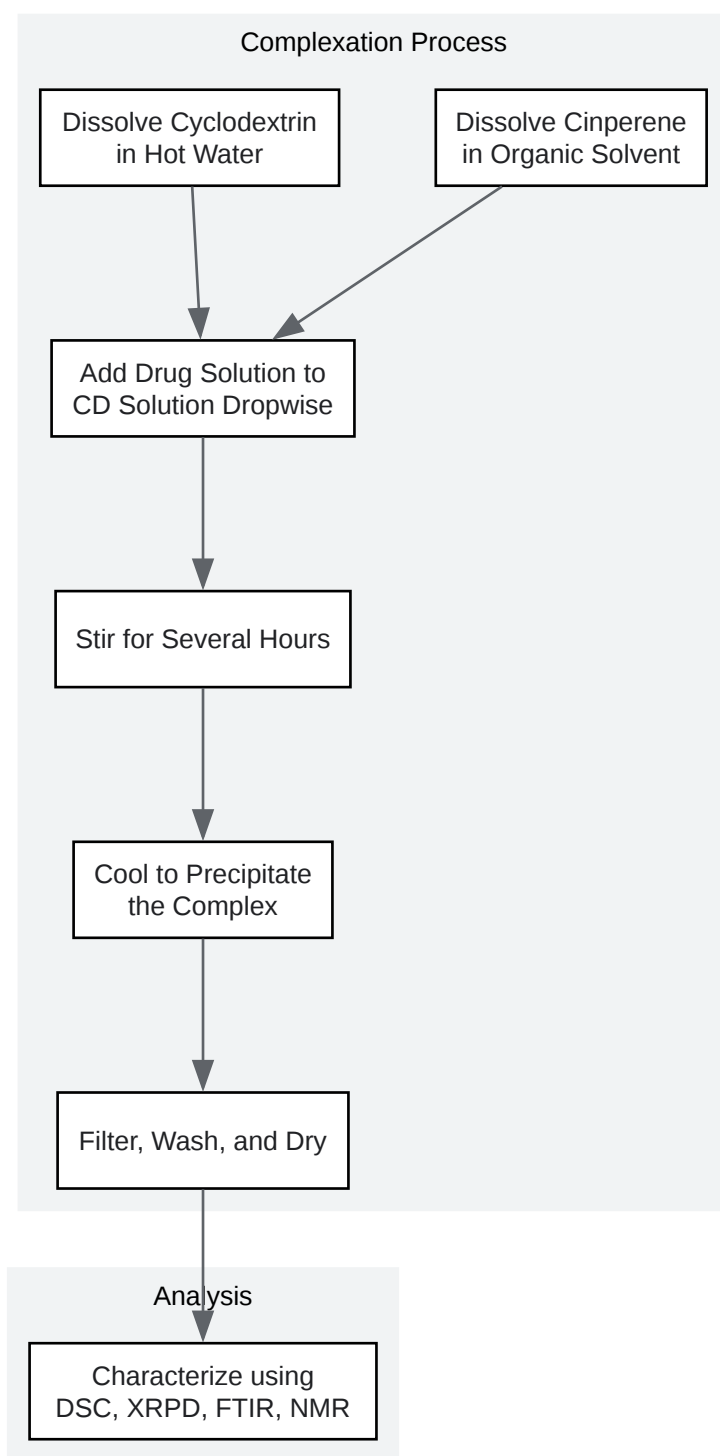 Complexation Process
Dissolve Cyclodextrin
in Hot Water
Dissolve Cinperene
in Organic Solvent
Add Drug Solution to
CD Solution Dropwise
Stir for Several Hours
Cool to Precipitate
the Complex
Filter, Wash, and Dry
Analysis
Characterize using
DSC, XRPD, FTIR, NMR